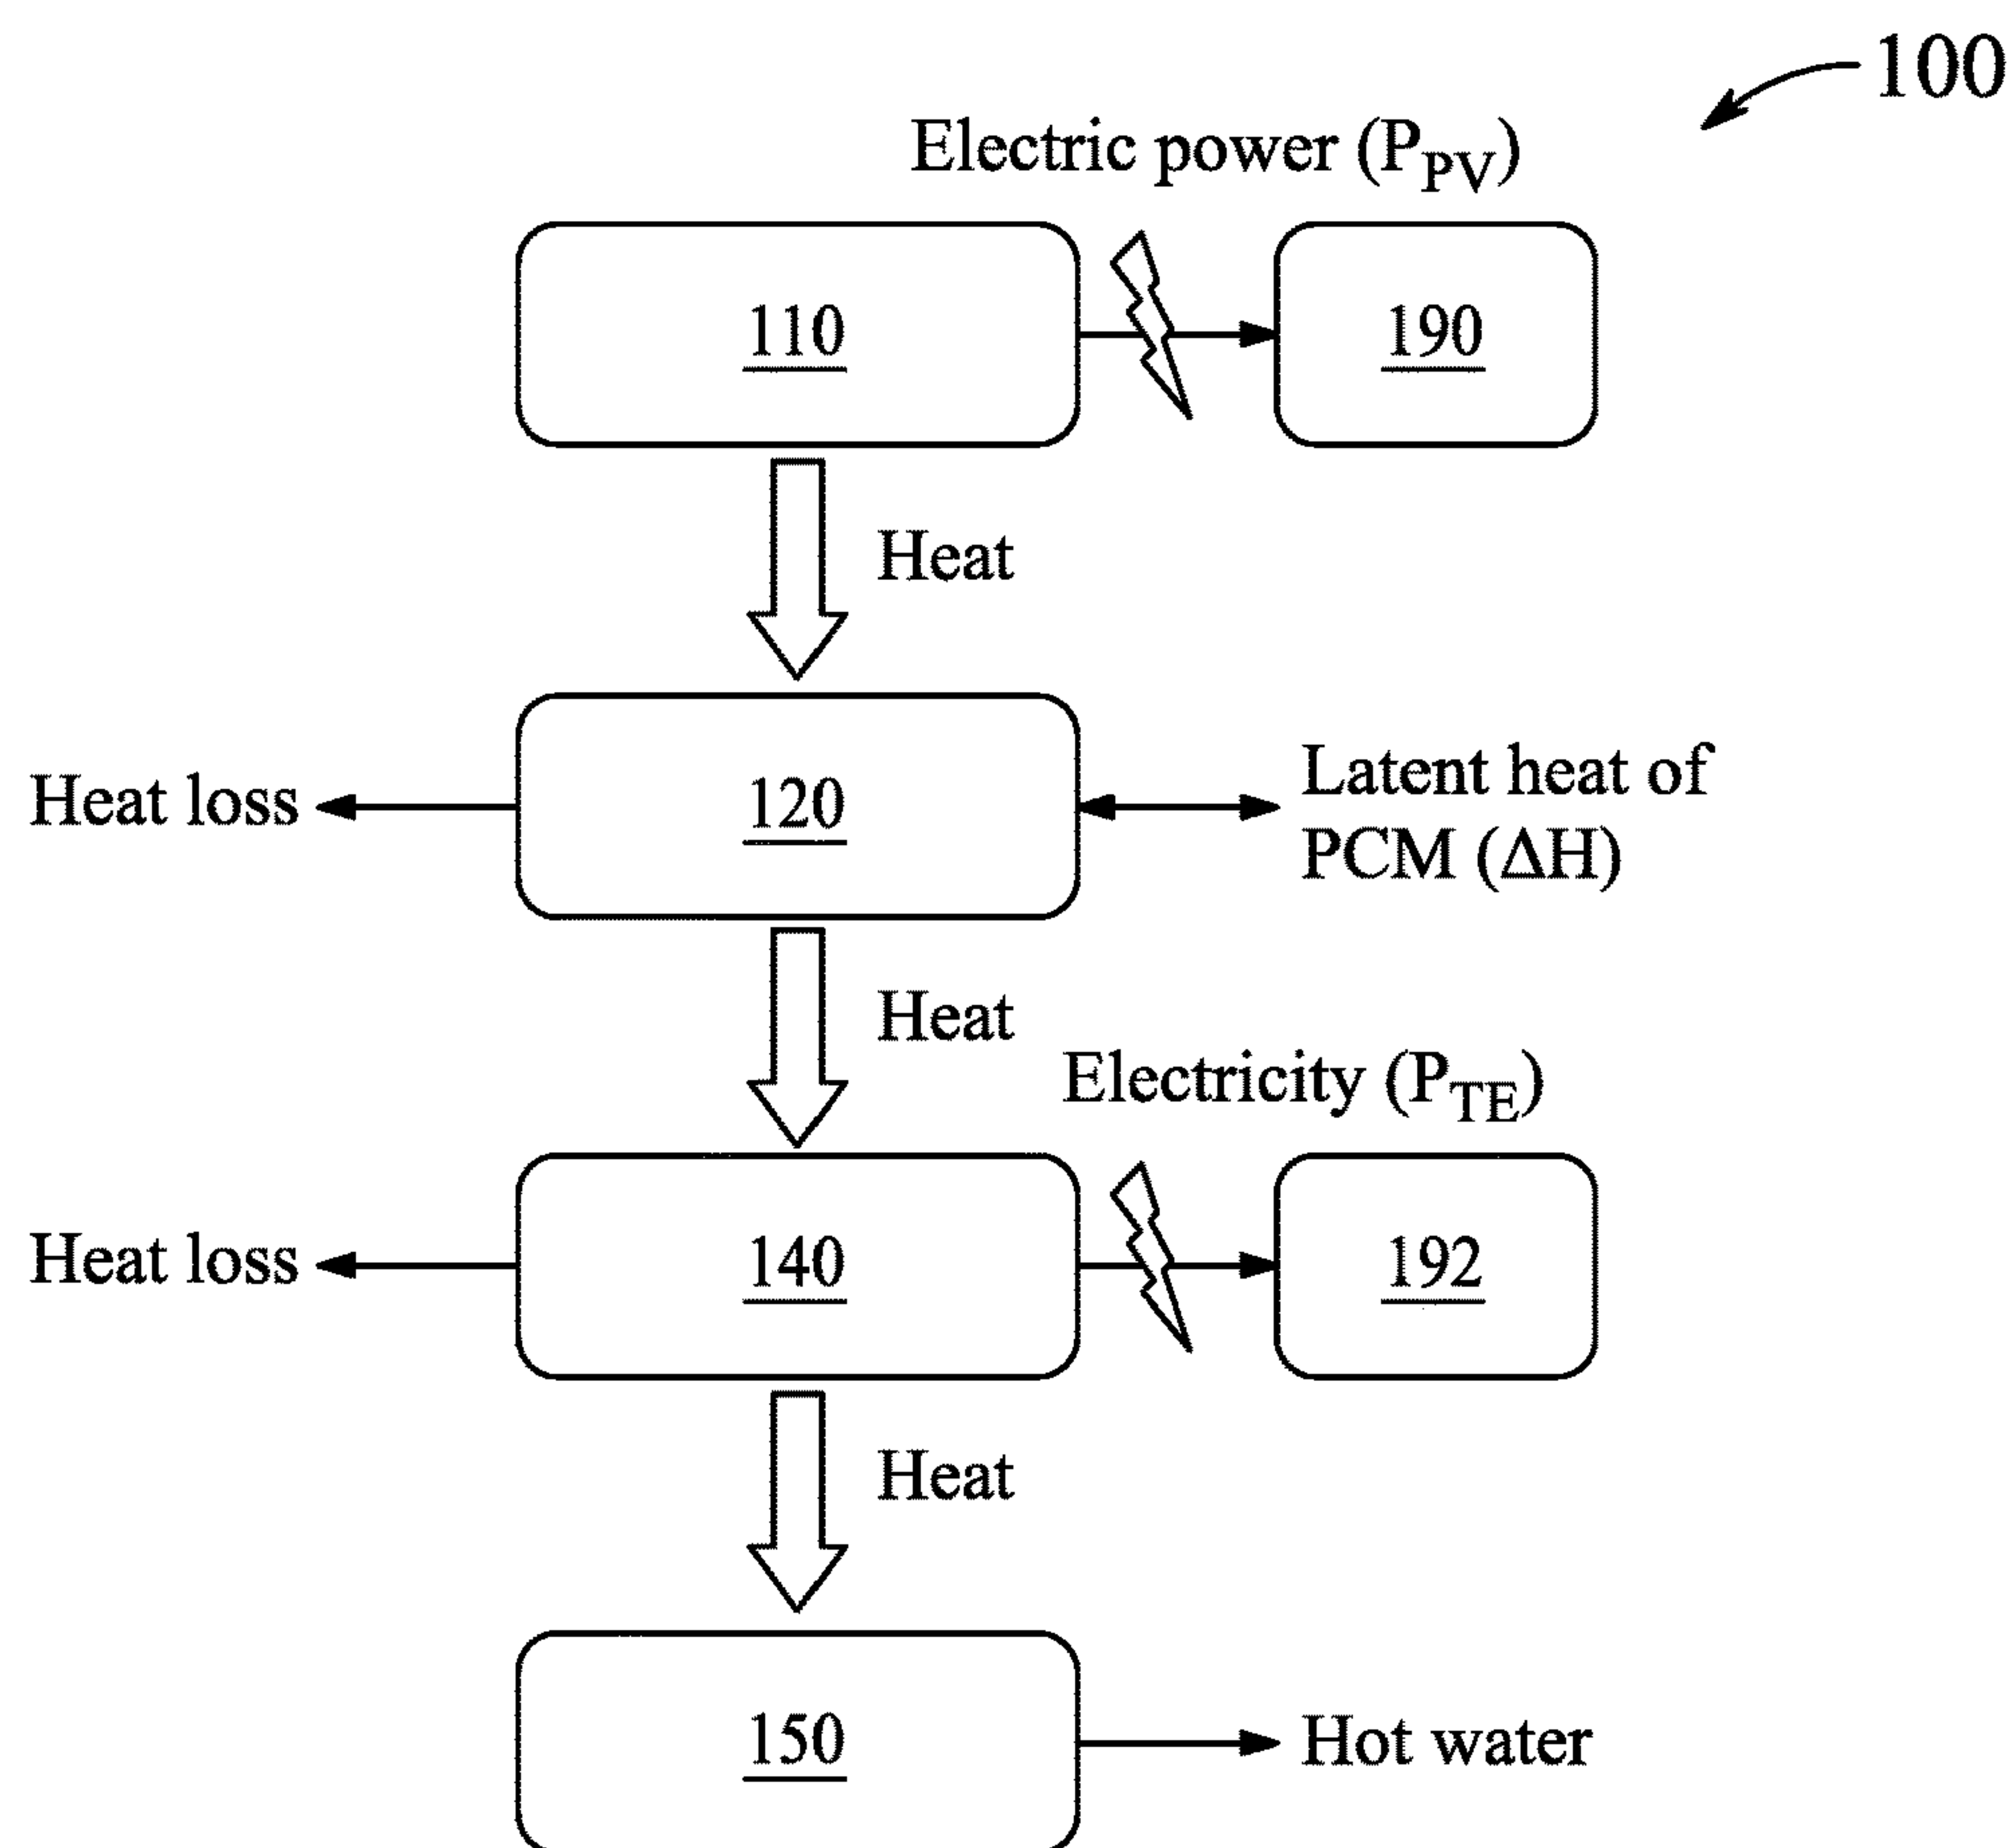 100
Electric power (PPV)
110
190
Heat
Heat loss
120
Latent heat of
PCM (ΔH)
Heat
Electricity (PTE)
Heat loss
140
192
Heat
150
Hot water